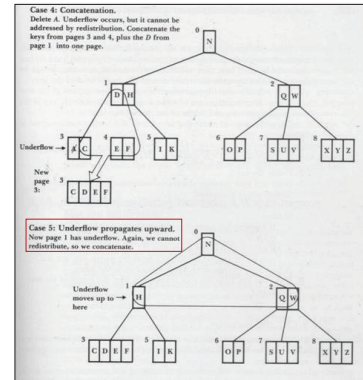 Case 4: Concatenation.
Delete A. Underflow occurs, but it cannot be
addressed by redistribution. Concatenate the
keys from pages 3 and 4, plus the D from
page 1 into one page.
0
N
1
D H
2
Q W
Underflow
3
A C
4
E F
5
I K
6
O P
7
S U V
8
X Y Z
New
page
3:
3
C D E F
Case 5: Underflow propagates upward.
Now page 1 has underflow. Again, we cannot
redistribute, so we concatenate.
0
N
Underflow
moves up to
here
1
H
2
Q W
3
C D E F
5
I K
6
O P
7
S U V
8
X Y Z